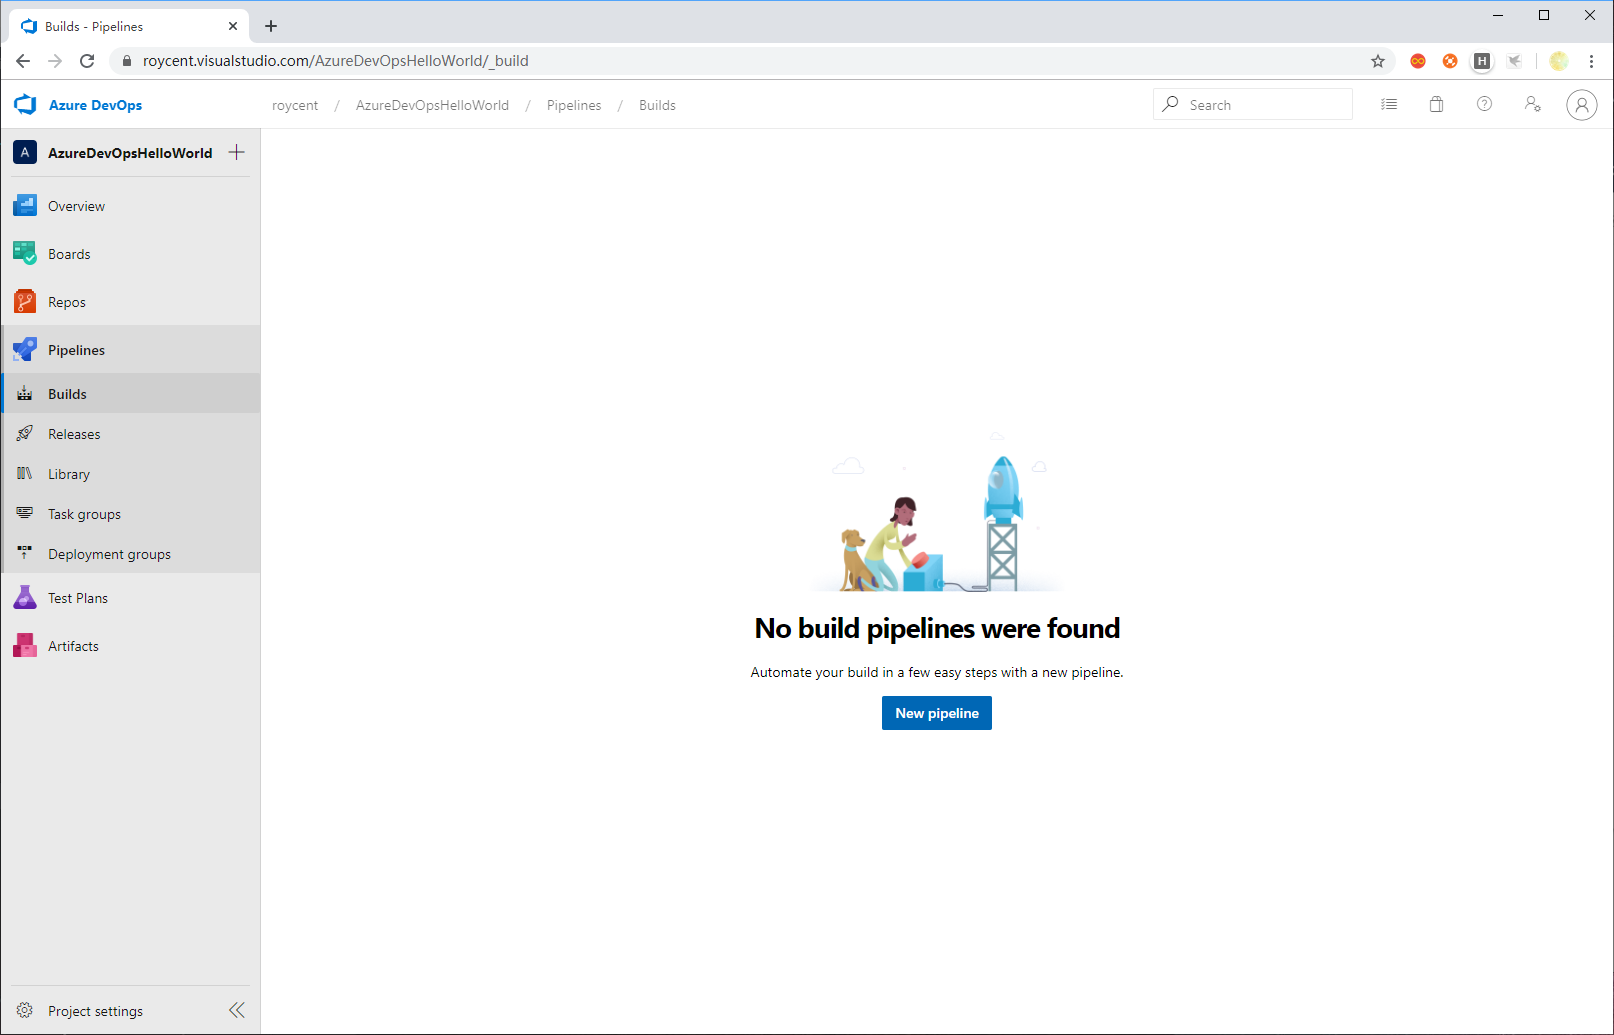 Builds - Pipelines
roycent.visualstudio.com/AzureDevOpsHelloWorld/_build
H
Azure DevOps
roycent / AzureDevOpsHelloWorld / Pipelines / Builds
Search
A AzureDevOpsHelloWorld
Overview
Boards
Repos
Pipelines
Builds
Releases
Library
Task groups
Deployment groups
Test Plans
Artifacts
No build pipelines were found
Automate your build in a few easy steps with a new pipeline.
New pipeline
Project settings